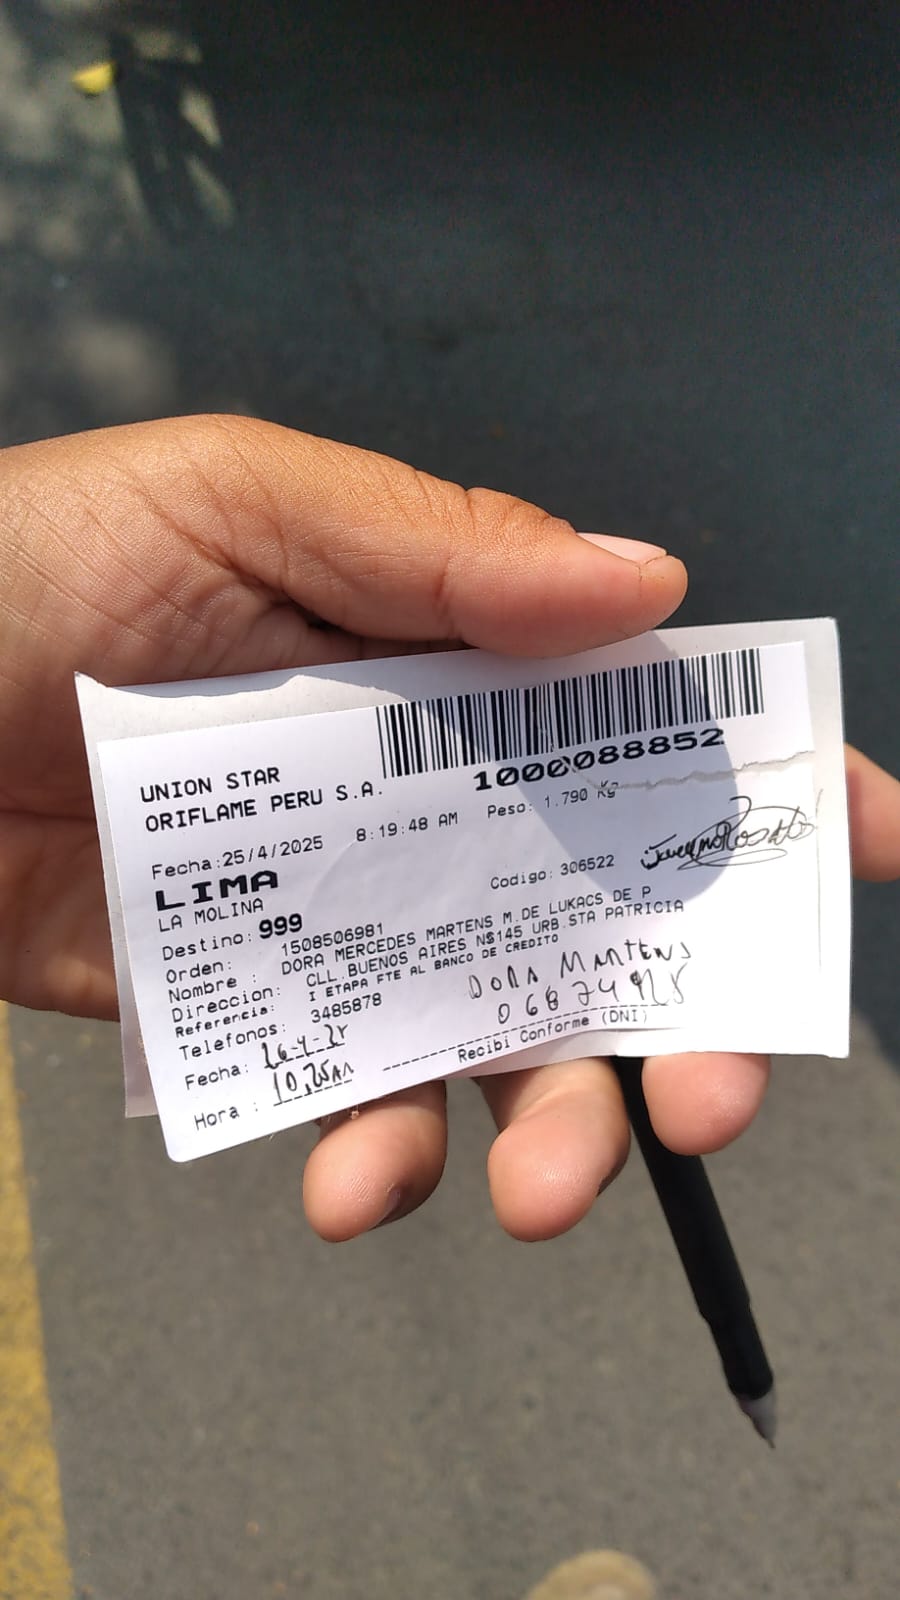 UNION STAR
ORIFLAME PERU S.A.
1000088852
Fecha:25/4/2025 8:19:48 AM Peso: 1.790 Kg
LIMA
LA MOLINA Codigo: 306522
Destino: 999
Orden: 1508506981
Nombre : DORA MERCEDES MARTENS M.DE LUKACS DE P
Direccion: CLL.BUENOS AIRES N$145 URB.STA PATRICIA
Referencia: I ETAPA FTE AL BANCO DE CREDITO
Telefonos: 3485878
DORA MARTENS
Fecha:
Hora :
Recibi Conforme (DNI)